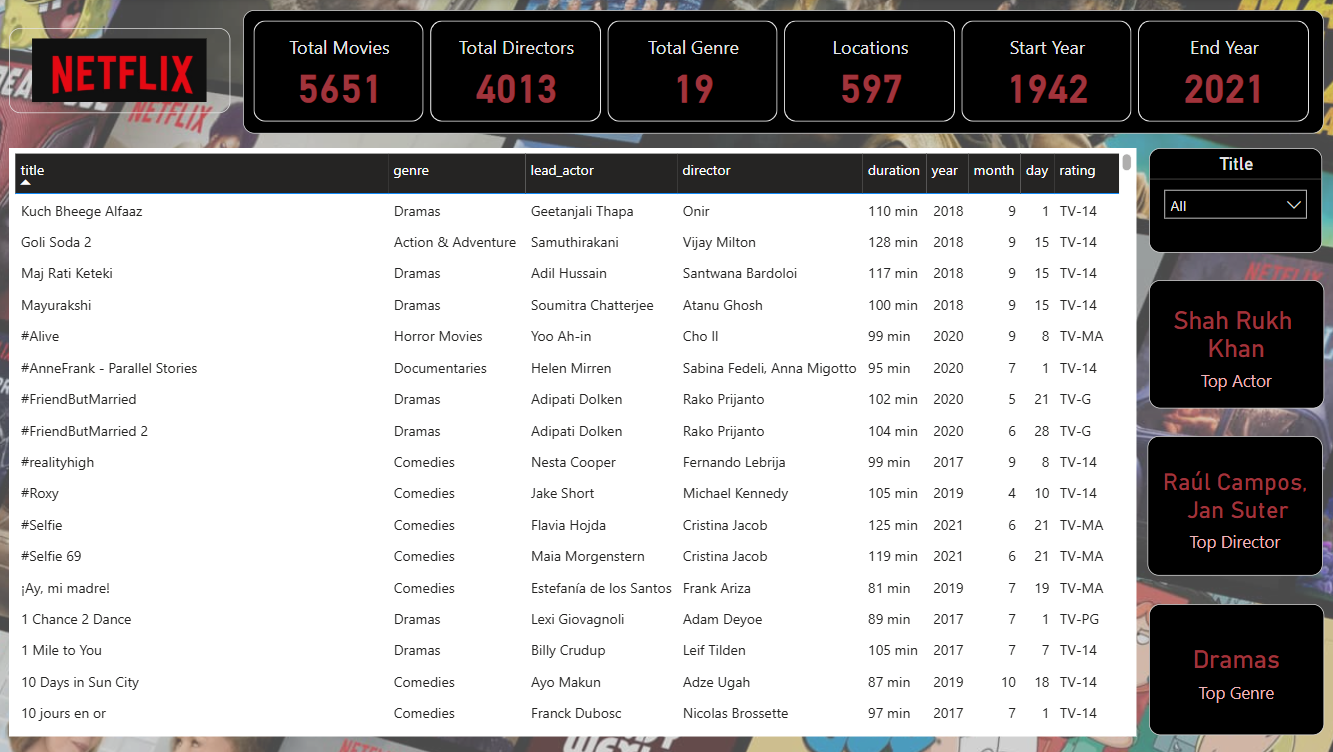 NETFLIX
Total Movies
5651
Total Directors
4013
Total Genre
19
Locations
597
Start Year
1942
End Year
2021
NETFLIX
title genre lead_actor director duration year month day rating
Kuch Bheege Alfaaz Dramas Geetanjali Thapa Onir 110 min 2018 9 1 TV-14
Goli Soda 2 Action & Adventure Samuthirakani Vijay Milton 128 min 2018 9 15 TV-14
Maj Rati Keteki Dramas Adil Hussain Santwana Bardoloi 117 min 2018 9 15 TV-14
Mayurakshi Dramas Soumitra Chatterjee Atanu Ghosh 100 min 2018 9 15 TV-14
#Alive Horror Movies Yoo Ah-in Cho Il 99 min 2020 9 8 TV-MA
#AnneFrank - Parallel Stories Documentaries Helen Mirren Sabina Fedeli, Anna Migotto 95 min 2020 7 1 TV-14
#FriendButMarried Dramas Adipati Dolken Rako Prijanto 102 min 2020 5 21 TV-G
#FriendButMarried 2 Dramas Adipati Dolken Rako Prijanto 104 min 2020 6 28 TV-G
#realityhigh Comedies Nesta Cooper Fernando Lebrija 99 min 2017 9 8 TV-14
#Roxy Comedies Jake Short Michael Kennedy 105 min 2019 4 10 TV-14
#Selfie Comedies Flavia Hojda Cristina Jacob 125 min 2021 6 21 TV-MA
#Selfie 69 Comedies Maia Morgenstern Cristina Jacob 119 min 2021 6 21 TV-MA
¡Ay, mi madre! Comedies Estefanía de los Santos Frank Ariza 81 min 2019 7 19 TV-MA
1 Chance 2 Dance Dramas Lexi Giovagnoli Adam Deyoe 89 min 2017 7 1 TV-PG
1 Mile to You Dramas Billy Crudup Leif Tilden 105 min 2017 7 7 TV-14
10 Days in Sun City Comedies Ayo Makun Adze Ugah 87 min 2019 10 18 TV-14
10 jours en or Comedies Franck Dubosc Nicolas Brossette 97 min 2017 7 1 TV-14
Title
All
NETFLIX
Shah Rukh
Khan
Top Actor
Raúl Campos,
Jan Suter
Top Director
Dramas
Top Genre
NETFLIX